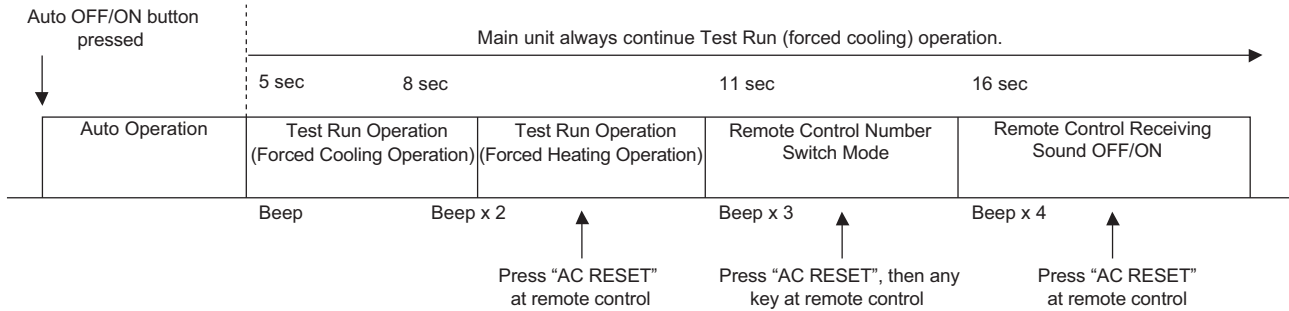 Auto OFF/ON button
pressed
Main unit always continue Test Run (forced cooling) operation.
5 sec
8 sec
11 sec
16 sec
Auto Operation
Test Run Operation
(Forced Cooling Operation)
Test Run Operation
(Forced Heating Operation)
Remote Control Number
Switch Mode
Remote Control Receiving
Sound OFF/ON
Beep
Beep x 2
Beep x 3
Beep x 4
Press “AC RESET”
at remote control
Press “AC RESET”, then any
key at remote control
Press “AC RESET”
at remote control